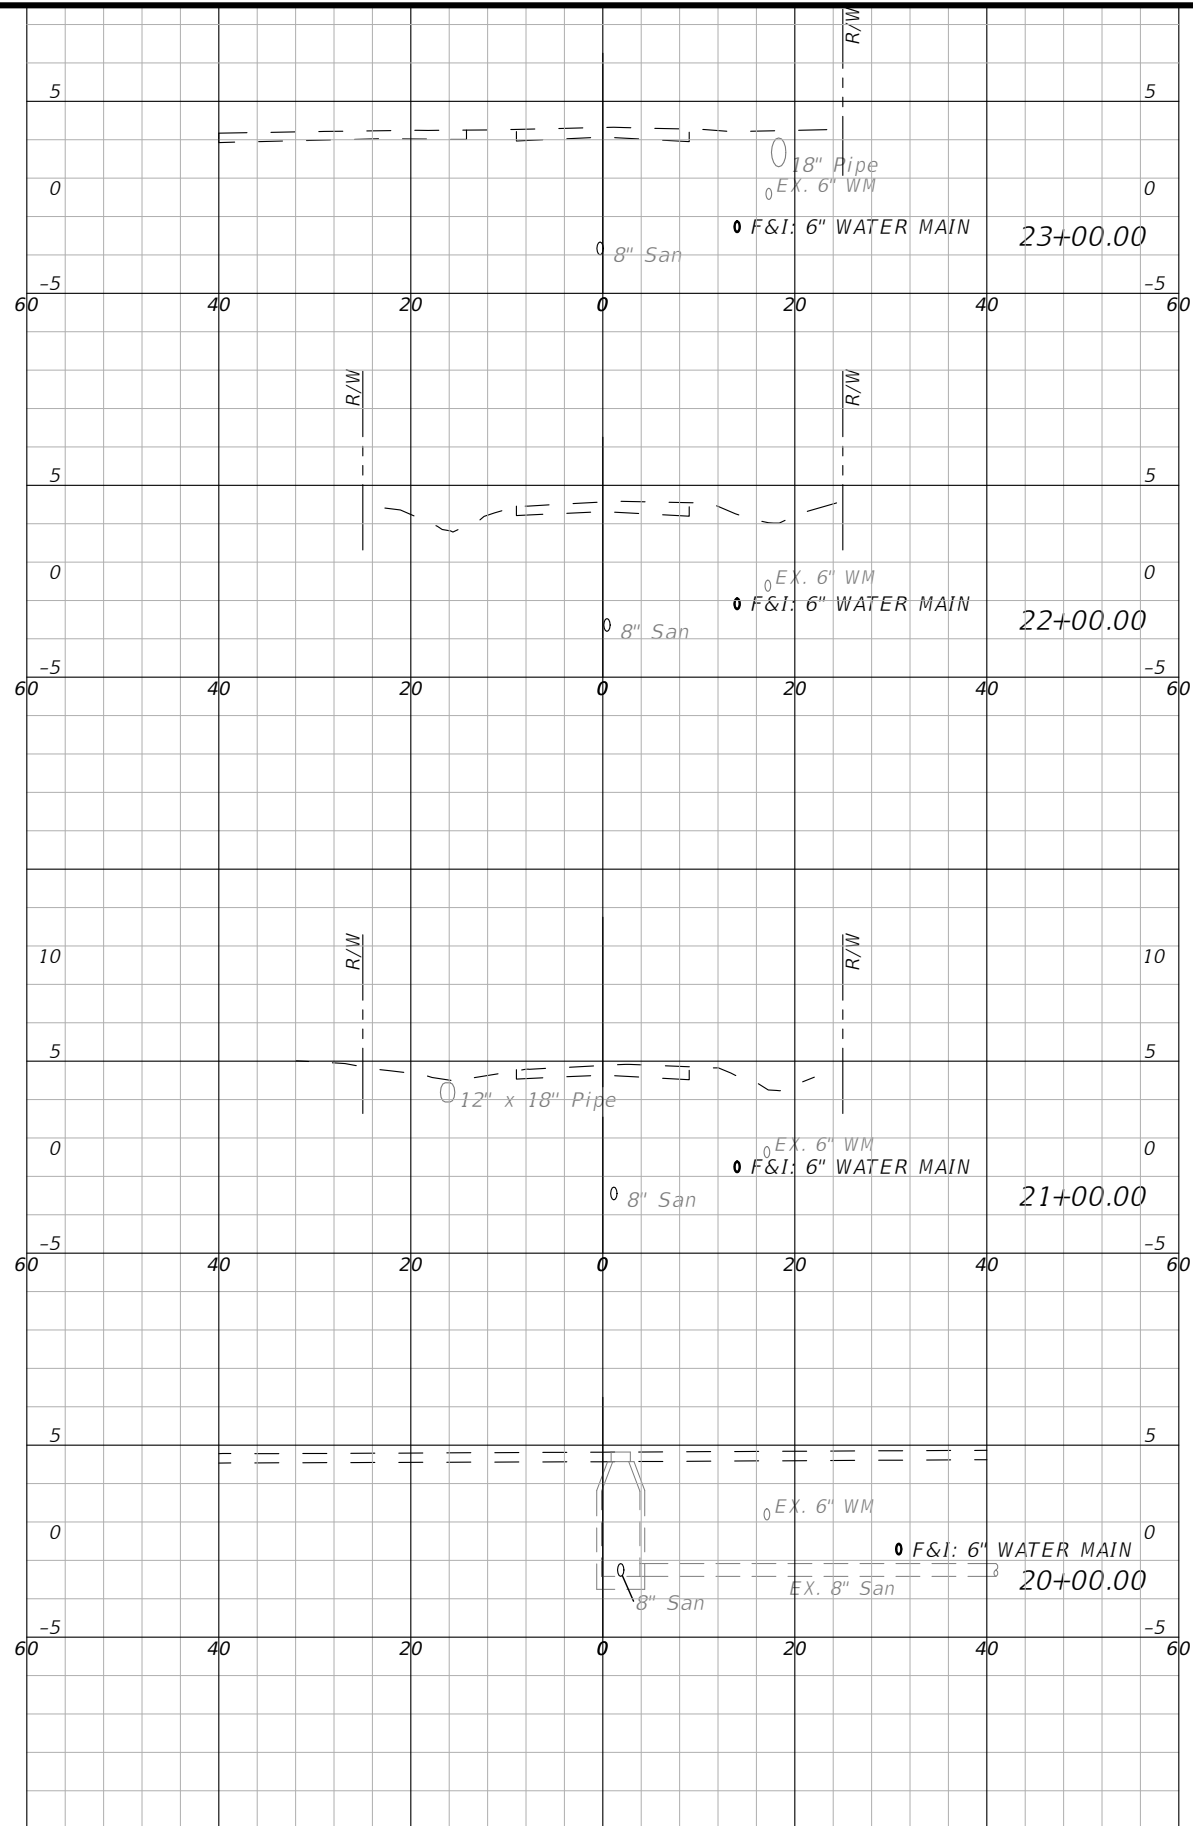 R/W
5 5
18" Pipe
EX. 6" WM
0 0
F&I: 6" WATER MAIN
23+00.00
8" San
-5 -5
60 40 20 0 20 40 60
R/W R/W
5 5
0 EX. 6" WM 0
F&I: 6" WATER MAIN
22+00.00
8" San
-5 -5
60 40 20 0 20 40 60
R/W R/W
10 10
5 5
12" x 18" Pipe
0 EX. 6" WM 0
F&I: 6" WATER MAIN
8" San 21+00.00
-5 -5
60 40 20 0 20 40 60
5 5
EX. 6" WM
0 0
F&I: 6" WATER MAIN
20+00.00
EX. 8" San
8" San
-5 -5
60 40 20 0 20 40 60